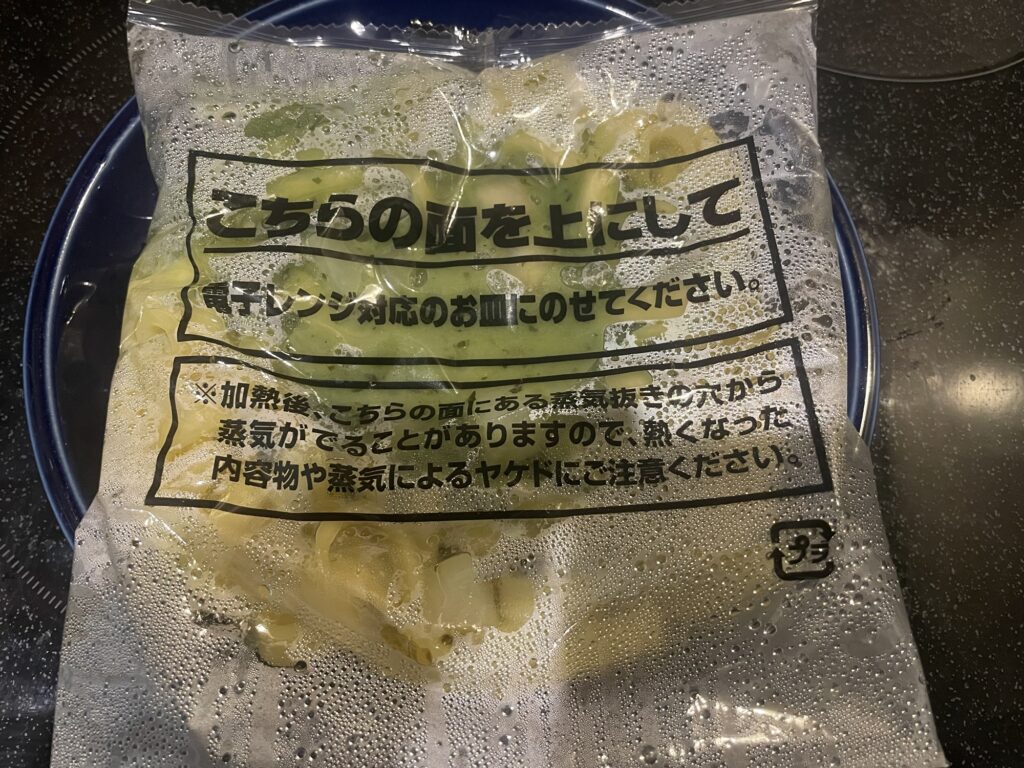 こちらの面を上にして
電子レンジ対応のお皿にのせてください。
※加熱後、こちらの面にある蒸気抜きの穴から
蒸気がでることがありますので、熱くなった
内容物や蒸気によるヤケドにご注意ください。
プラ